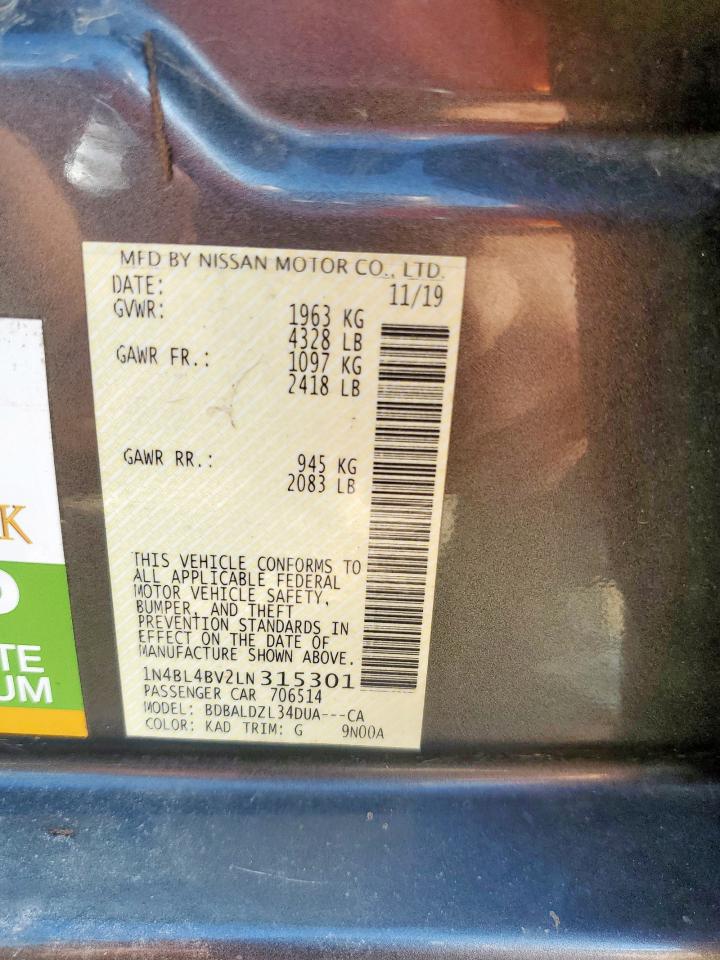 MFD BY NISSAN MOTOR CO., LTD.
DATE: 11/19
GVWR: 1963 KG
4328 LB
GAWR FR.: 1097 KG
2418 LB
GAWR RR.: 945 KG
2083 LB
THIS VEHICLE CONFORMS TO
ALL APPLICABLE FEDERAL
MOTOR VEHICLE SAFETY,
BUMPER, AND THEFT
PREVENTION STANDARDS IN
EFFECT ON THE DATE OF
MANUFACTURE SHOWN ABOVE.
1N4BL4BV2LN315301
PASSENGER CAR 706514
MODEL: BDBALDZL34DUA---CA
COLOR: KAD TRIM: G 9N00A
K
TE
UM